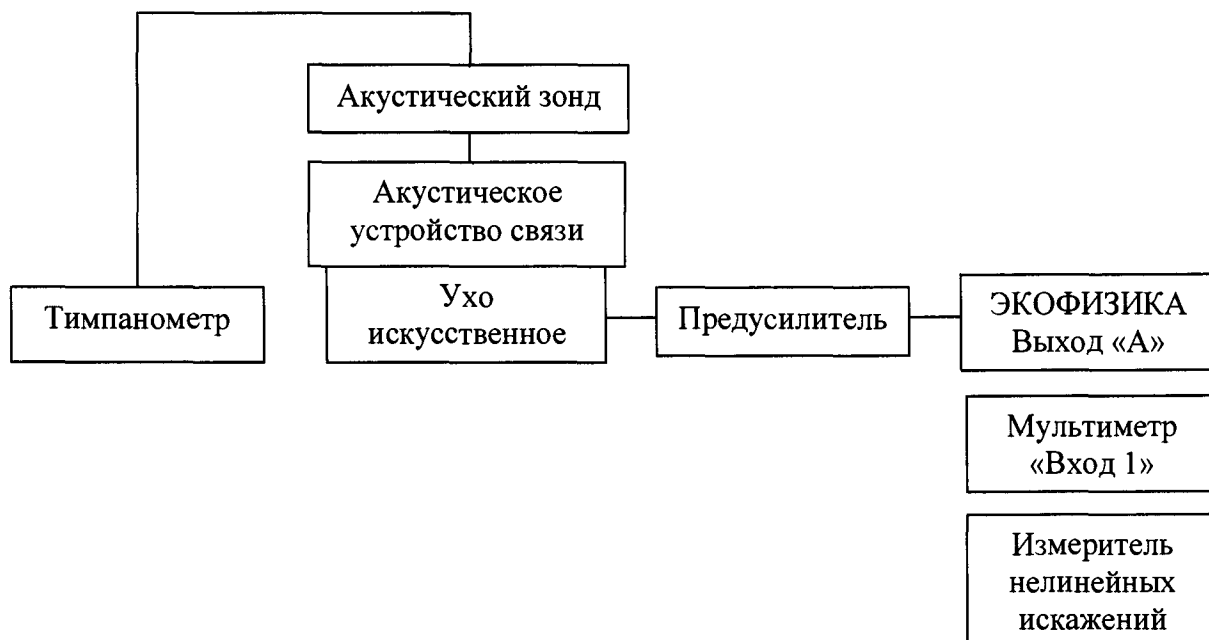 Акустический зонд
Акустическое
устройство связи
Тимпанометр
Ухо
искусственное
Предусилитель
ЭКОФИЗИКА
Выход «А»
Мультиметр
«Вход 1»
Измеритель
нелинейных
искажений